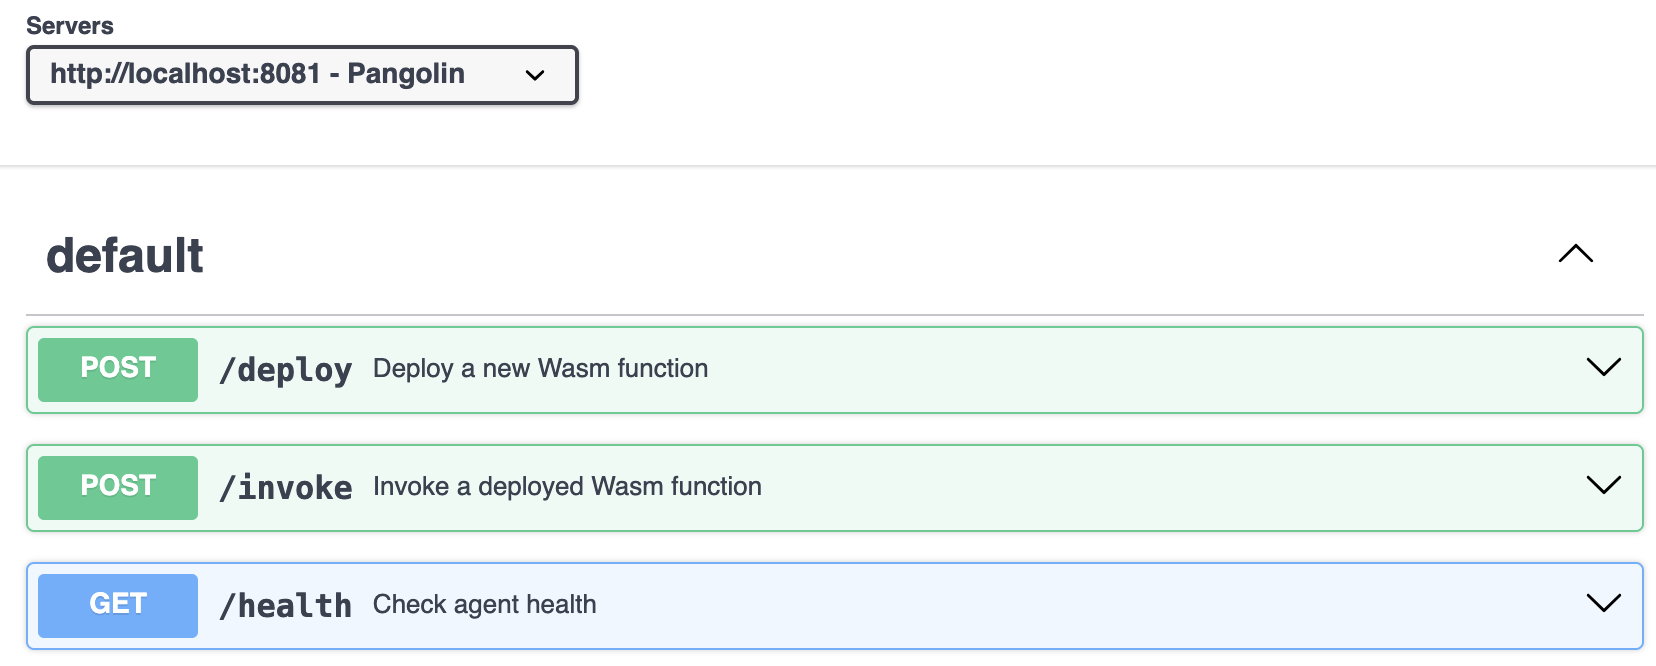 Servers
http://localhost:8081 - Pangolin
default
POST /deploy Deploy a new Wasm function
POST /invoke Invoke a deployed Wasm function
GET /health Check agent health